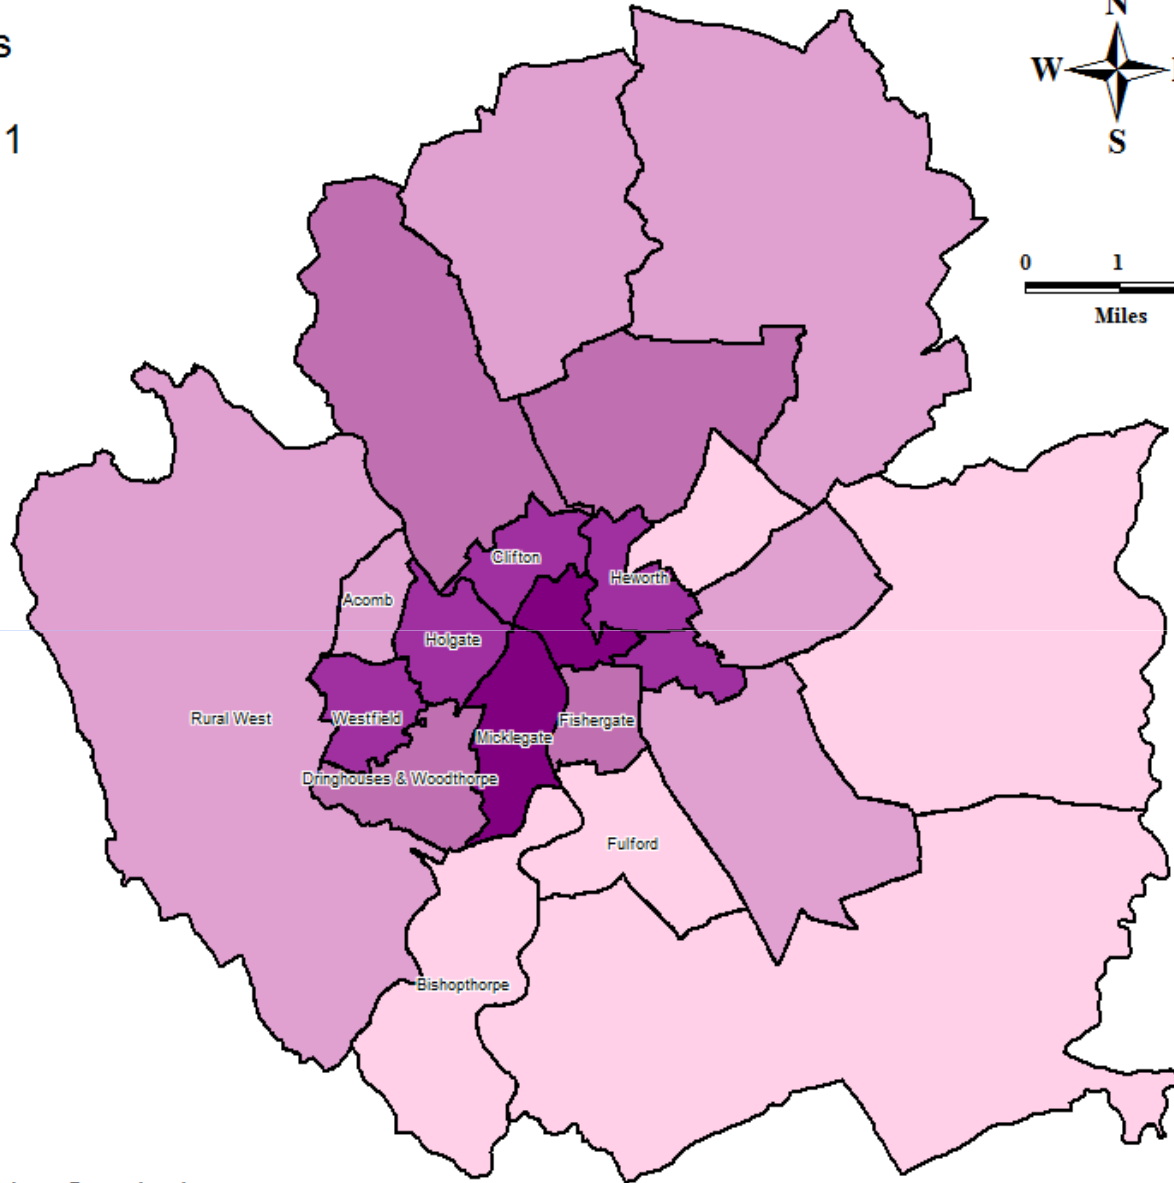 s
1
N
W
S
0 1
Miles
Clifton
Heworth
Acomb
Holgate
Rural West
Westfield
Fishergate
Micklegate
Dringhouses & Woodthorpe
Fulford
Bishopthorpe